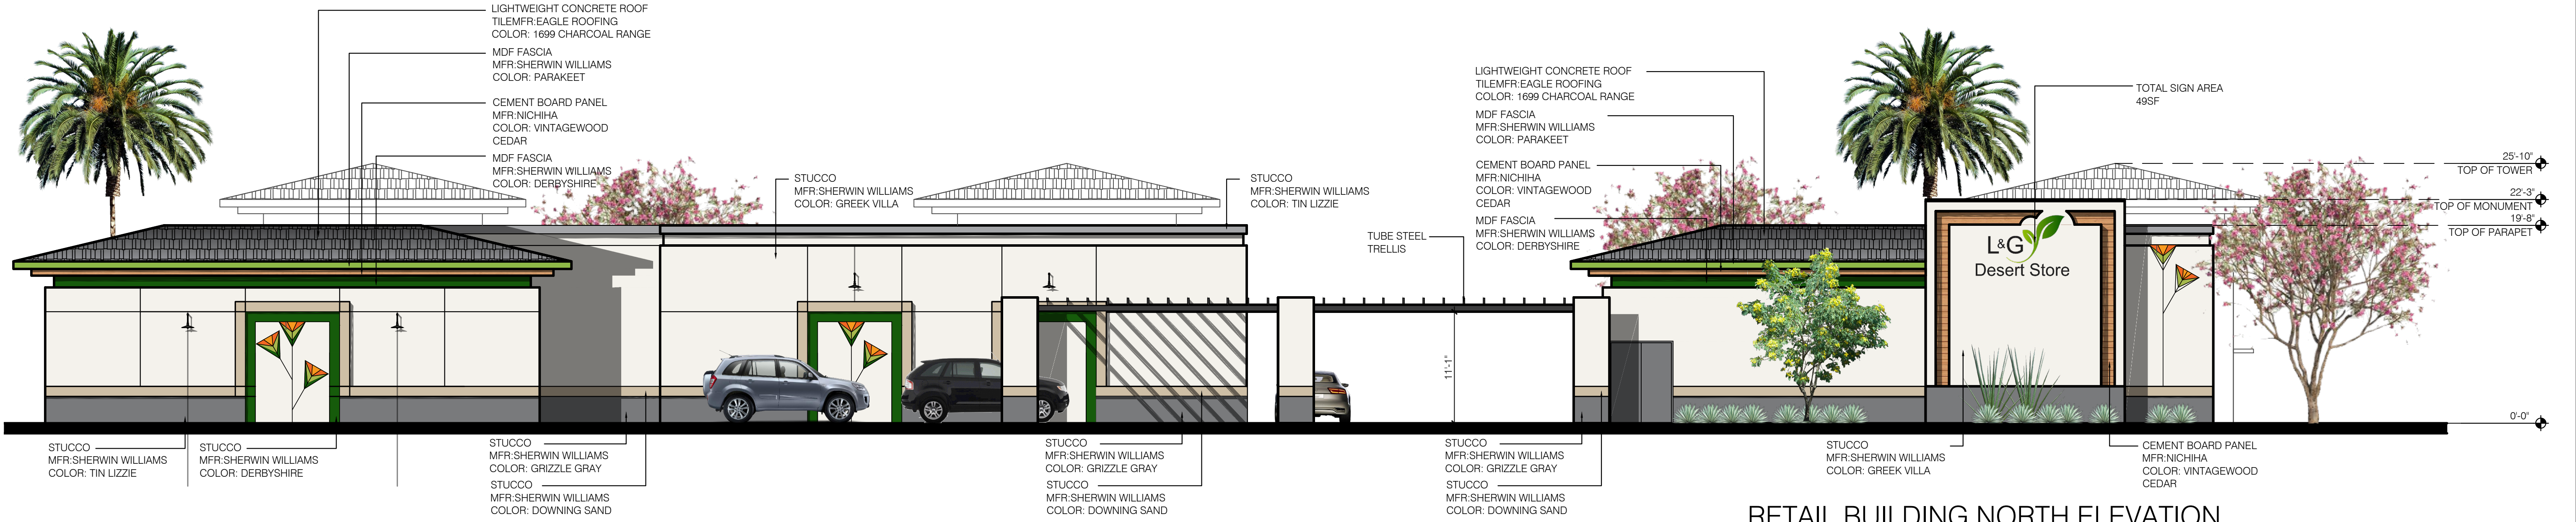 LIGHTWEIGHT CONCRETE ROOF
TILEMFR:EAGLE ROOFING
COLOR: 1699 CHARCOAL RANGE
MDF FASCIA
MFR:SHERWIN WILLIAMS
COLOR: PARAKEET
CEMENT BOARD PANEL
MFR:NICHIHA
COLOR: VINTAGEWOOD
CEDAR
MDF FASCIA
MFR:SHERWIN WILLIAMS
COLOR: DERBYSHIRE
STUCCO
MFR:SHERWIN WILLIAMS
COLOR: GREEK VILLA
STUCCO
MFR:SHERWIN WILLIAMS
COLOR: TIN LIZZIE
TUBE STEEL
TRELLIS
LIGHTWEIGHT CONCRETE ROOF
TILEMFR:EAGLE ROOFING
COLOR: 1699 CHARCOAL RANGE
MDF FASCIA
MFR:SHERWIN WILLIAMS
COLOR: PARAKEET
CEMENT BOARD PANEL
MFR:NICHIHA
COLOR: VINTAGEWOOD
CEDAR
MDF FASCIA
MFR:SHERWIN WILLIAMS
COLOR: DERBYSHIRE
TOTAL SIGN AREA
49SF
25'-10"
TOP OF TOWER
22'-3"
TOP OF MONUMENT
19'-8"
TOP OF PARAPET
L&G
Desert Store
11'-1"
0'-0"
STUCCO
MFR:SHERWIN WILLIAMS
COLOR: TIN LIZZIE
STUCCO
MFR:SHERWIN WILLIAMS
COLOR: DERBYSHIRE
STUCCO
MFR:SHERWIN WILLIAMS
COLOR: GRIZZLE GRAY
STUCCO
MFR:SHERWIN WILLIAMS
COLOR: DOWNING SAND
STUCCO
MFR:SHERWIN WILLIAMS
COLOR: GRIZZLE GRAY
STUCCO
MFR:SHERWIN WILLIAMS
COLOR: DOWNING SAND
STUCCO
MFR:SHERWIN WILLIAMS
COLOR: GRIZZLE GRAY
STUCCO
MFR:SHERWIN WILLIAMS
COLOR: DOWNING SAND
STUCCO
MFR:SHERWIN WILLIAMS
COLOR: GREEK VILLA
CEMENT BOARD PANEL
MFR:NICHIHA
COLOR: VINTAGEWOOD
CEDAR
RETAIL BUILDING NORTH ELEVATION